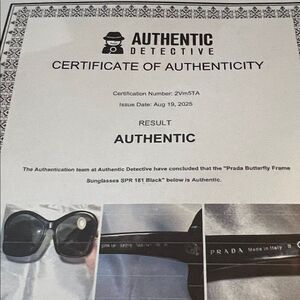 AUTHENTIC
DETECTIVE
CERTIFICATE OF AUTHENTICITY
Certification Number: 2Vm5TA
Issue Date: Aug 19, 2025
RESULT
AUTHENTIC
The Authentication team at Authentic Detective have concluded that the "Prada Butterfly Frame
Sunglasses SPR 181 Black" below is Authentic.
PRADA Made in Italy